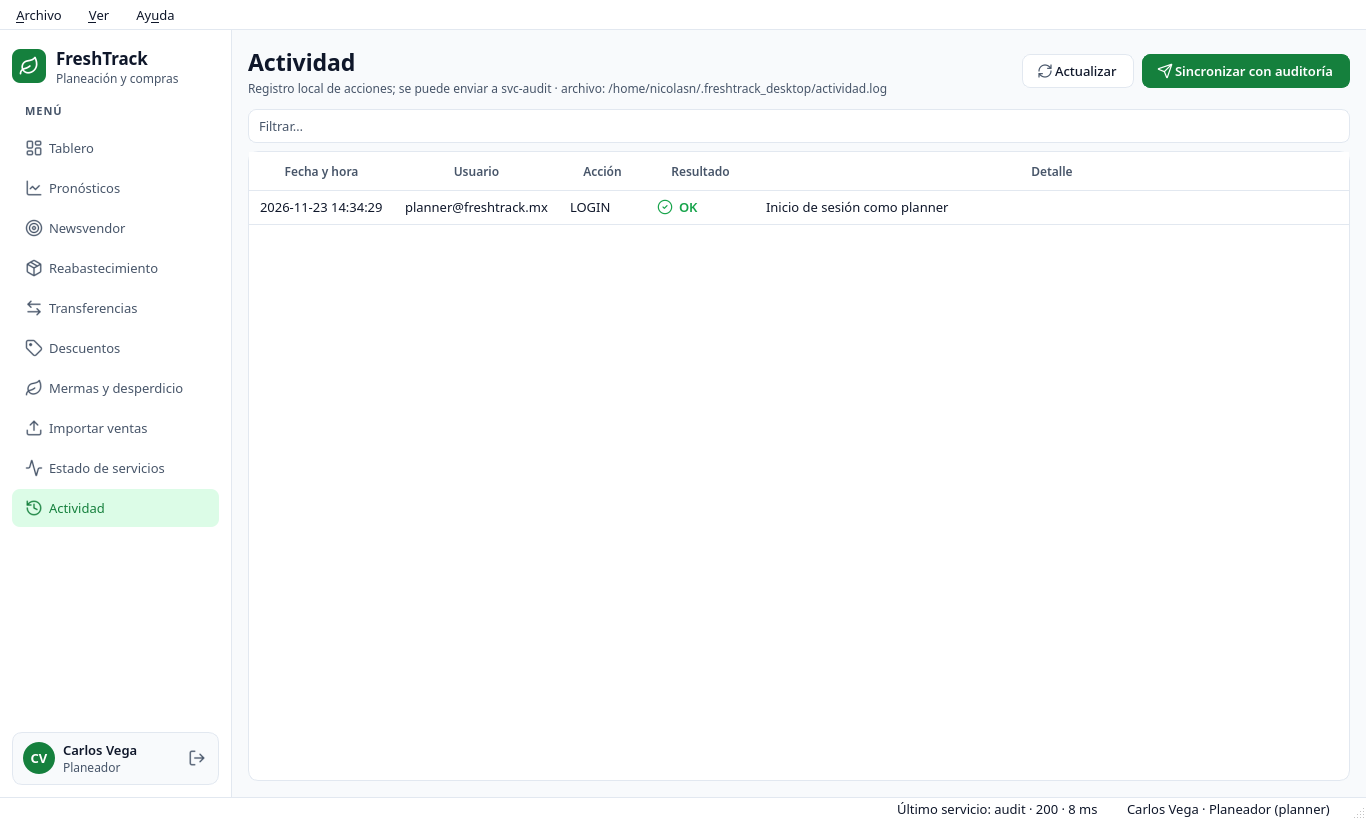 Archivo Ver Ayuda
FreshTrack
Planeación y compras
MENÚ
Tablero
Pronósticos
Newsvendor
Reabastecimiento
Transferencias
Descuentos
Mermas y desperdicio
Importar ventas
Estado de servicios
Actividad
CV
Carlos Vega
Planeador
Actividad
Registro local de acciones; se puede enviar a svc-audit · archivo: /home/nicolasn/.freshtrack_desktop/actividad.log
Actualizar
Sincronizar con auditoría
Filtrar...
Fecha y hora Usuario Acción Resultado Detalle
2026-11-23 14:34:29 planner@freshtrack.mx LOGIN OK Inicio de sesión como planner
Último servicio: audit · 200 · 8 ms Carlos Vega · Planeador (planner)